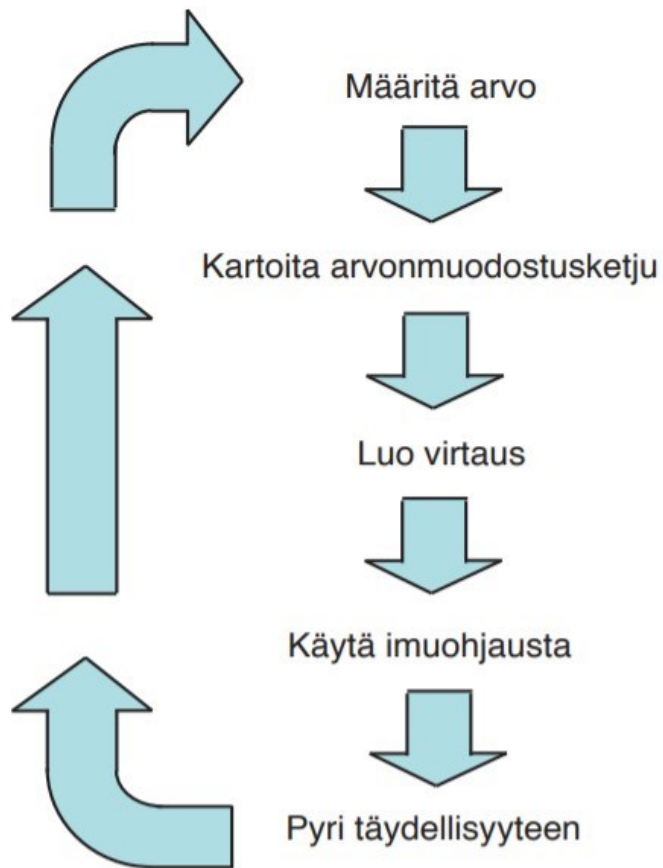 Määritä arvo
Kartoita arvonmuodostusketju
Luo virtaus
Käytä imuohjausta
Pyri täydellisyyteen